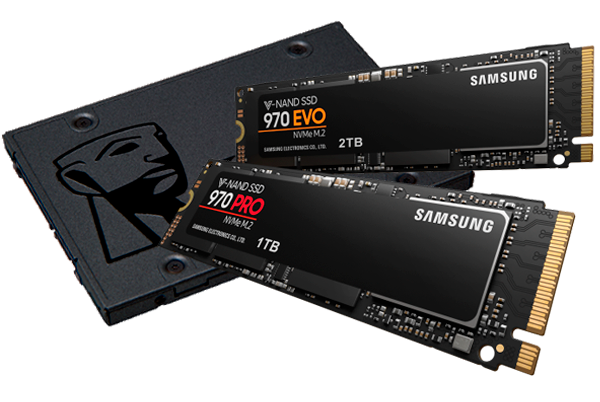 V-NAND SSD
970 EVO
NVMe M.2
SAMSUNG ELECTRONICS CO., LTD.
2TB
SAMSUNG
V-NAND SSD
970 PRO
NVMe M.2
SAMSUNG ELECTRONICS CO., LTD.
1TB
SAMSUNG